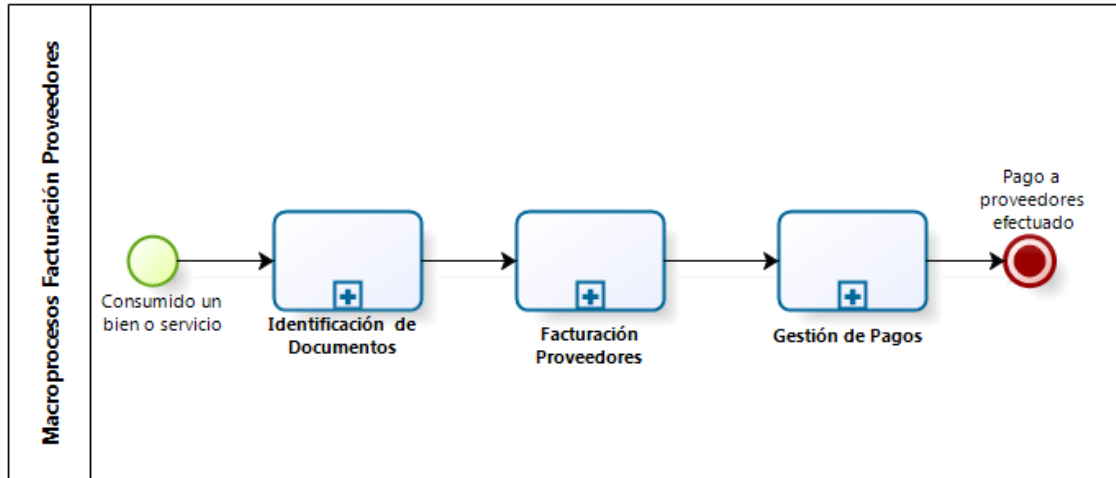 Macroprocesos Facturación Proveedores
Consumido un
bien o servicio
Identificación de
Documentos
Facturación
Proveedores
Gestión de Pagos
Pago a
proveedores
efectuado